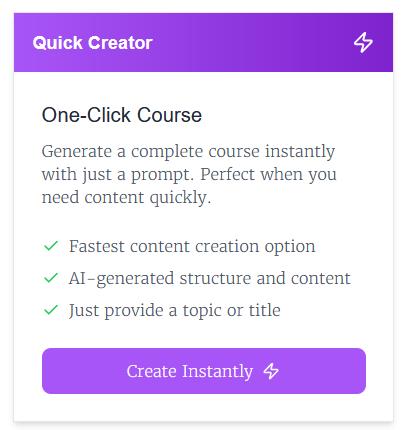 Quick Creator
One-Click Course
Generate a complete course instantly
with just a prompt. Perfect when you
need content quickly.
Fastest content creation option
AI-generated structure and content
Just provide a topic or title
Create Instantly